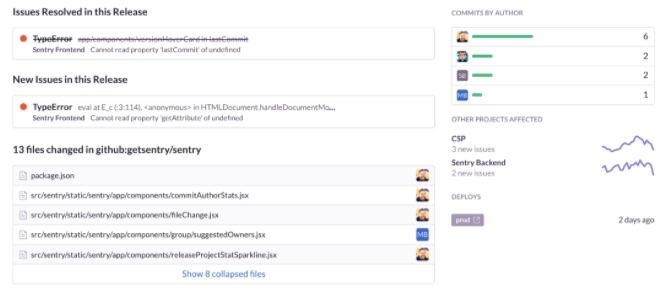 Issues Resolved in this Release
TypeError app/components/versionHoverCard in lastCommit
Sentry Frontend Cannot read property 'lastCommit' of undefined
New Issues in this Release
TypeError eval at E_c (:3:114), <anonymous> in HTMLDocument.handleDocumentMo...
Sentry Frontend Cannot read property 'getAttribute' of undefined
13 files changed in github:getsentry/sentry
package.json
src/sentry/static/sentry/app/components/commitAuthorStats.jsx
src/sentry/static/sentry/app/components/fileChange.jsx
src/sentry/static/sentry/app/components/group/suggestedOwners.jsx
MB
src/sentry/static/sentry/app/components/releaseProjectStatSparkline.jsx
Show 8 collapsed files
COMMITS BY AUTHOR
6
2
SB 2
MB 1
OTHER PROJECTS AFFECTED
CSP
3 new issues
Sentry Backend
2 new issues
DEPLOYS
prod 2 days ago